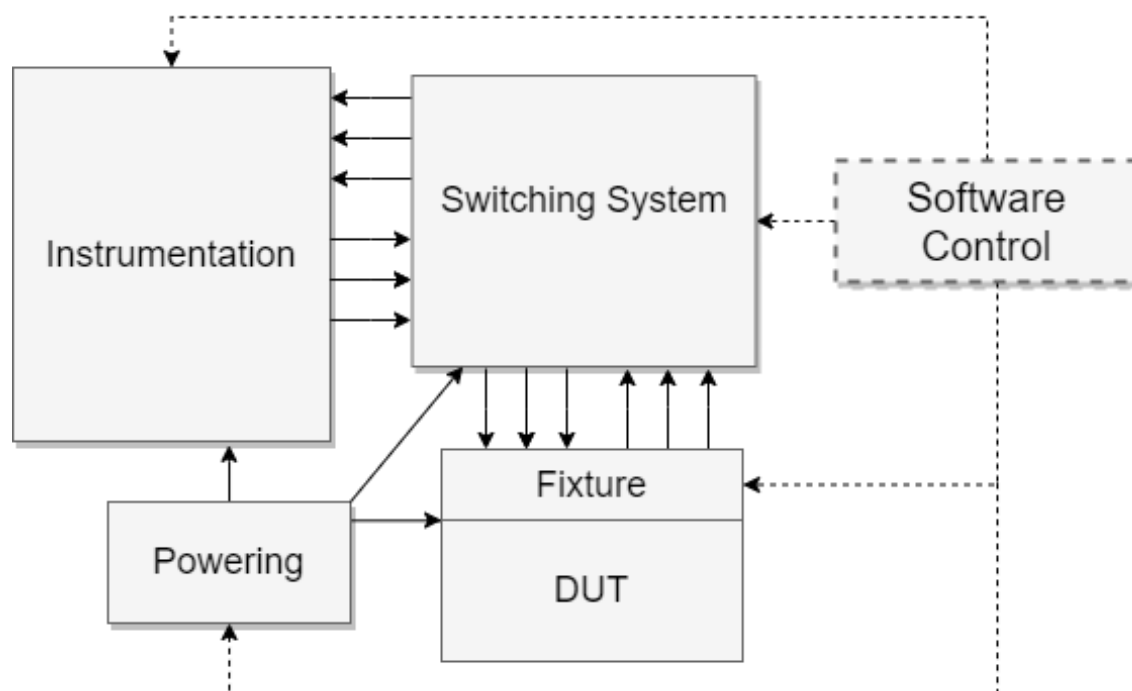 Instrumentation
Switching System
Software
Control
Fixture
Powering
DUT